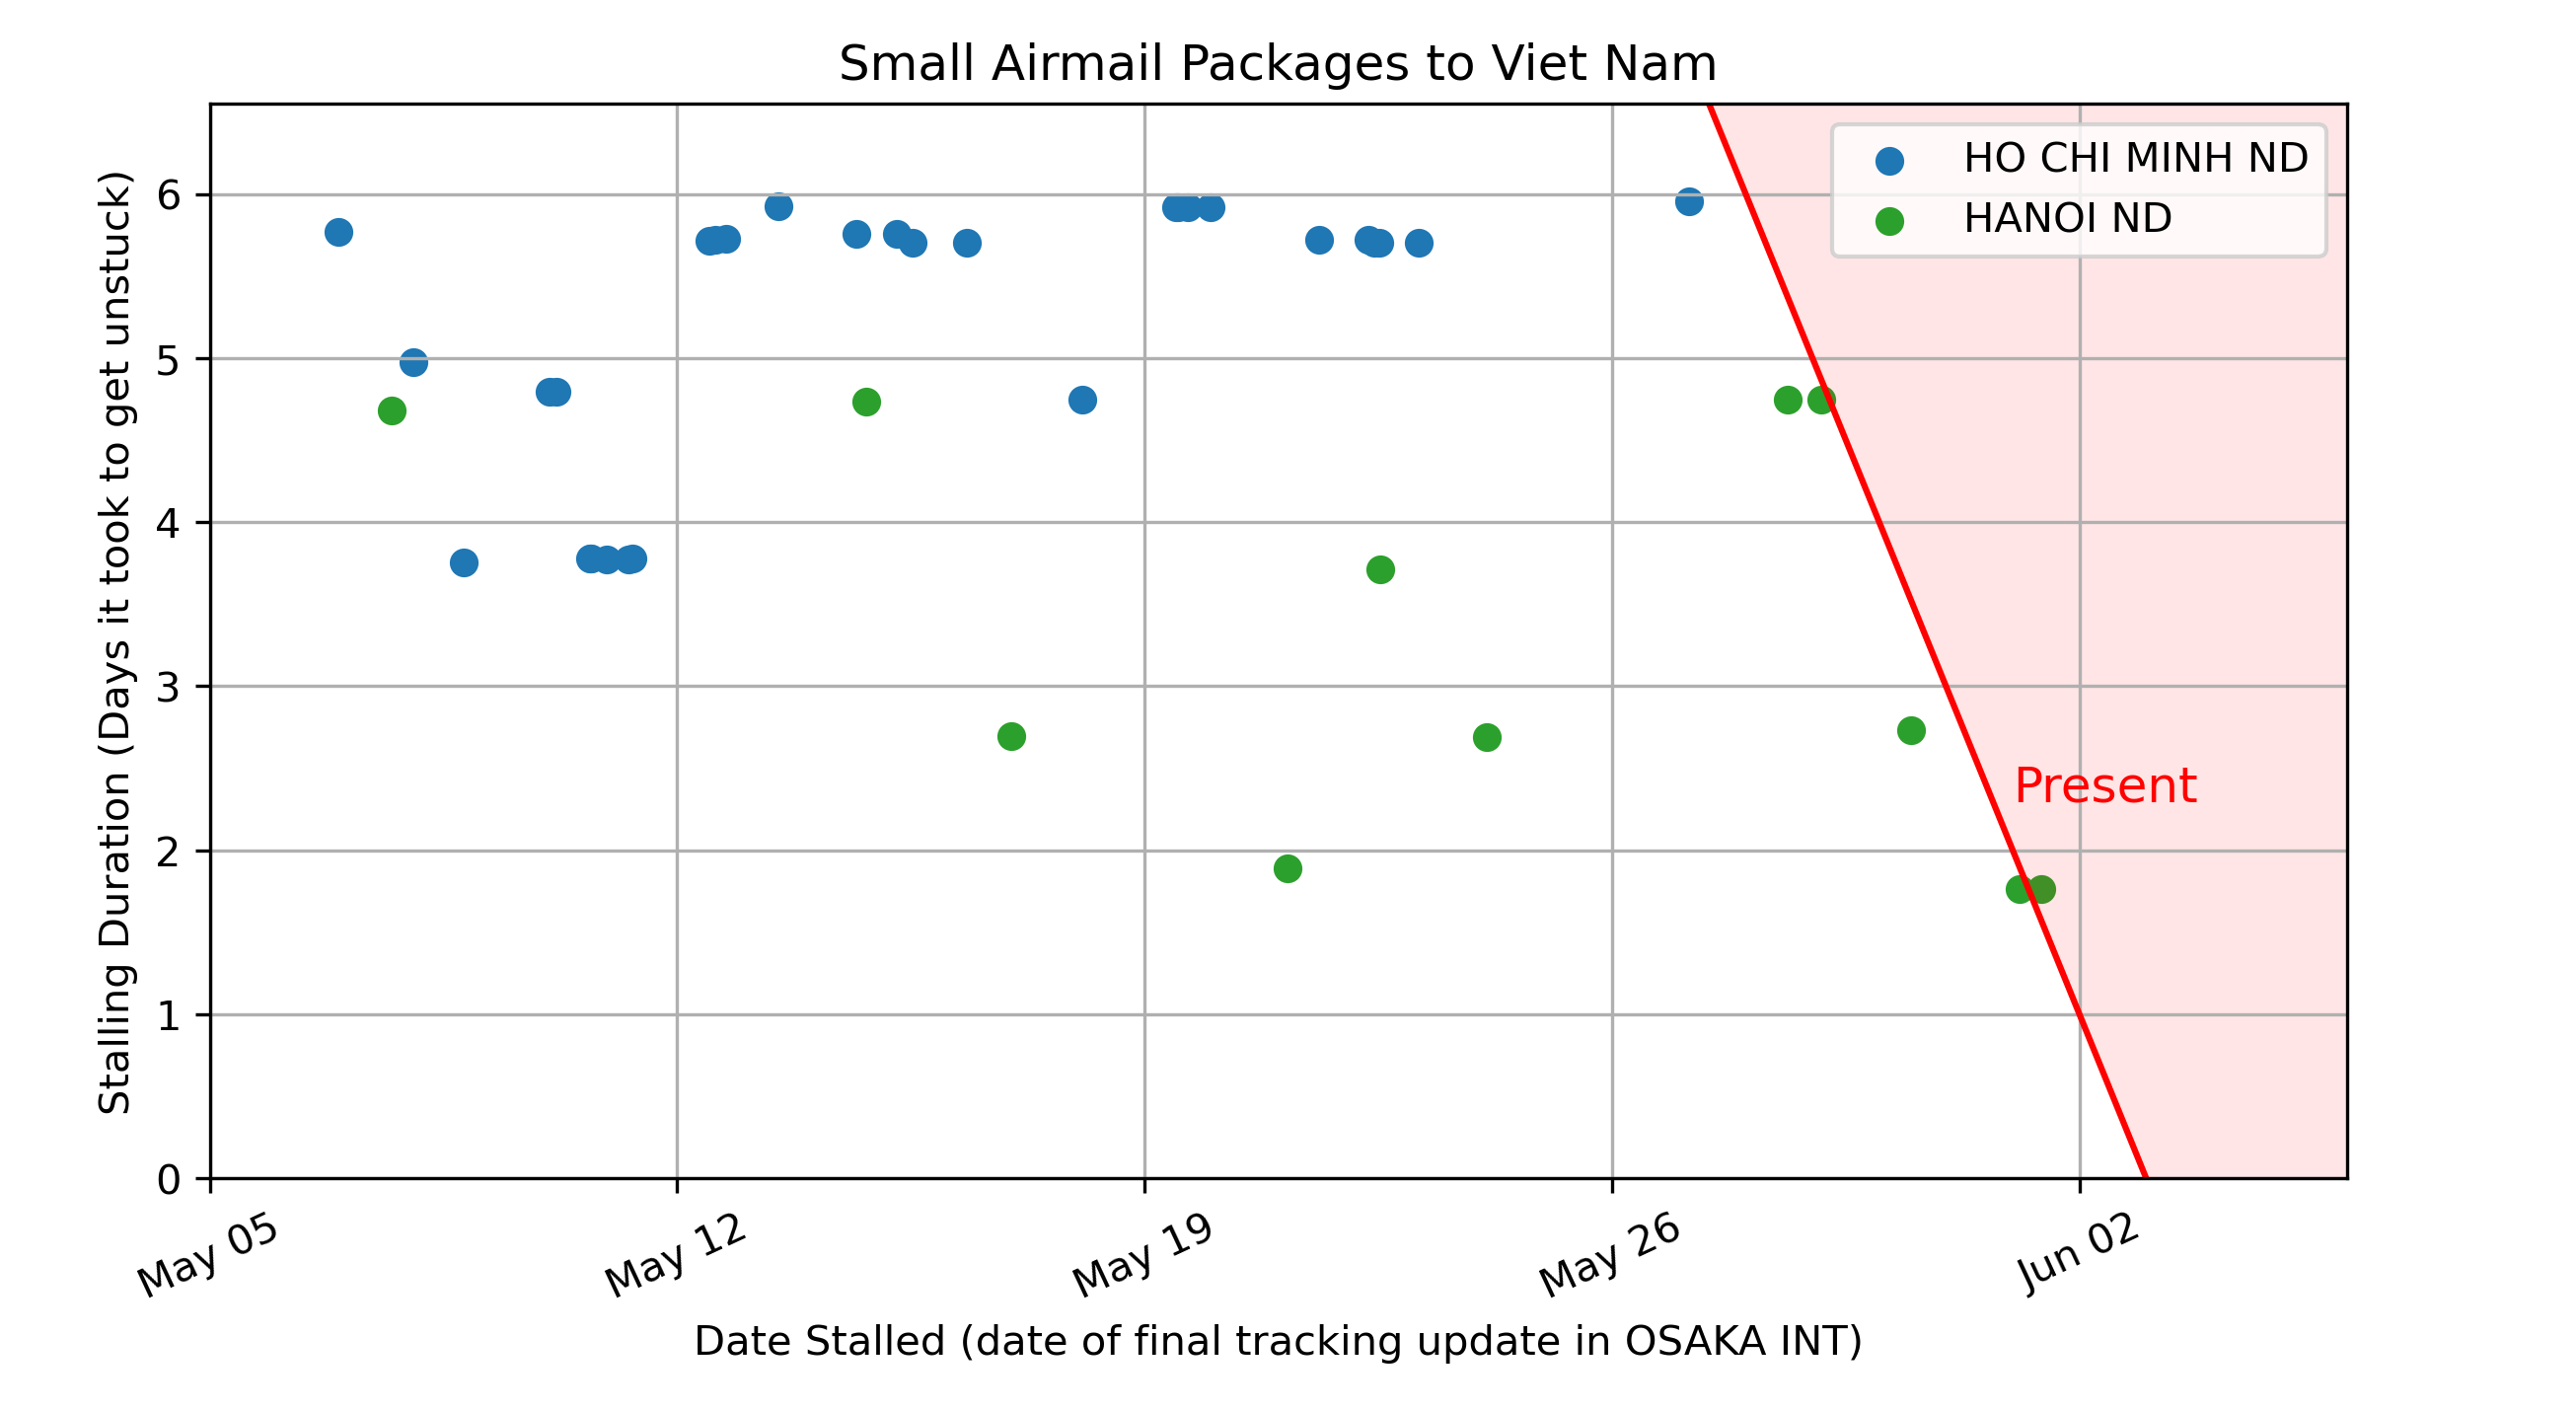 Small Airmail Packages to Viet Nam
HO CHI MINH ND
HANOI ND
Stalling Duration (Days it took to get unstuck)
6
5
4
3
2
1
0
Present
May 05
May 12
May 19
May 26
Jun 02
Date Stalled (date of final tracking update in OSAKA INT)